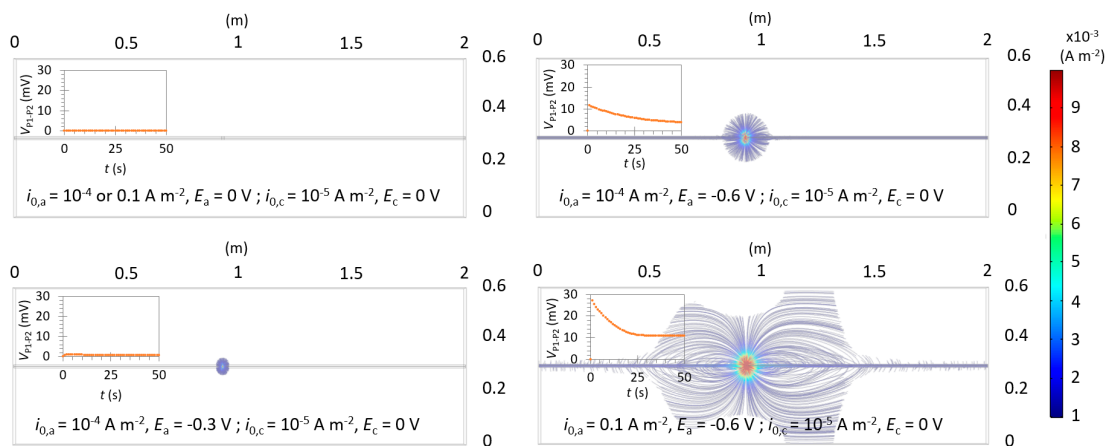 (m)
0 0.5 1 1.5 2
0.6
0.4
0.2
0
30
20
10
0
V_P1-P2 (mV)
0 25 50
t (s)
i_0,a = 10^-4 or 0.1 A m^-2, E_a = 0 V ; i_0,c = 10^-5 A m^-2, E_c = 0 V
(m)
0 0.5 1 1.5 2
0.6
0.4
0.2
0
30
20
10
0
V_P1-P2 (mV)
0 25 50
t (s)
i_0,a = 10^-4 A m^-2, E_a = -0.6 V ; i_0,c = 10^-5 A m^-2, E_c = 0 V
(m)
0 0.5 1 1.5 2
0.6
0.4
0.2
0
30
20
10
0
V_P1-P2 (mV)
0 25 50
t (s)
i_0,a = 10^-4 A m^-2, E_a = -0.3 V ; i_0,c = 10^-5 A m^-2, E_c = 0 V
(m)
0 0.5 1 1.5 2
0.6
0.4
0.2
0
30
20
10
0
V_P1-P2 (mV)
0 25 50
t (s)
i_0,a = 0.1 A m^-2, E_a = -0.6 V ; i_0,c = 10^-5 A m^-2, E_c = 0 V
x10^-3
(A m^-2)
9
8
7
6
5
4
3
2
1